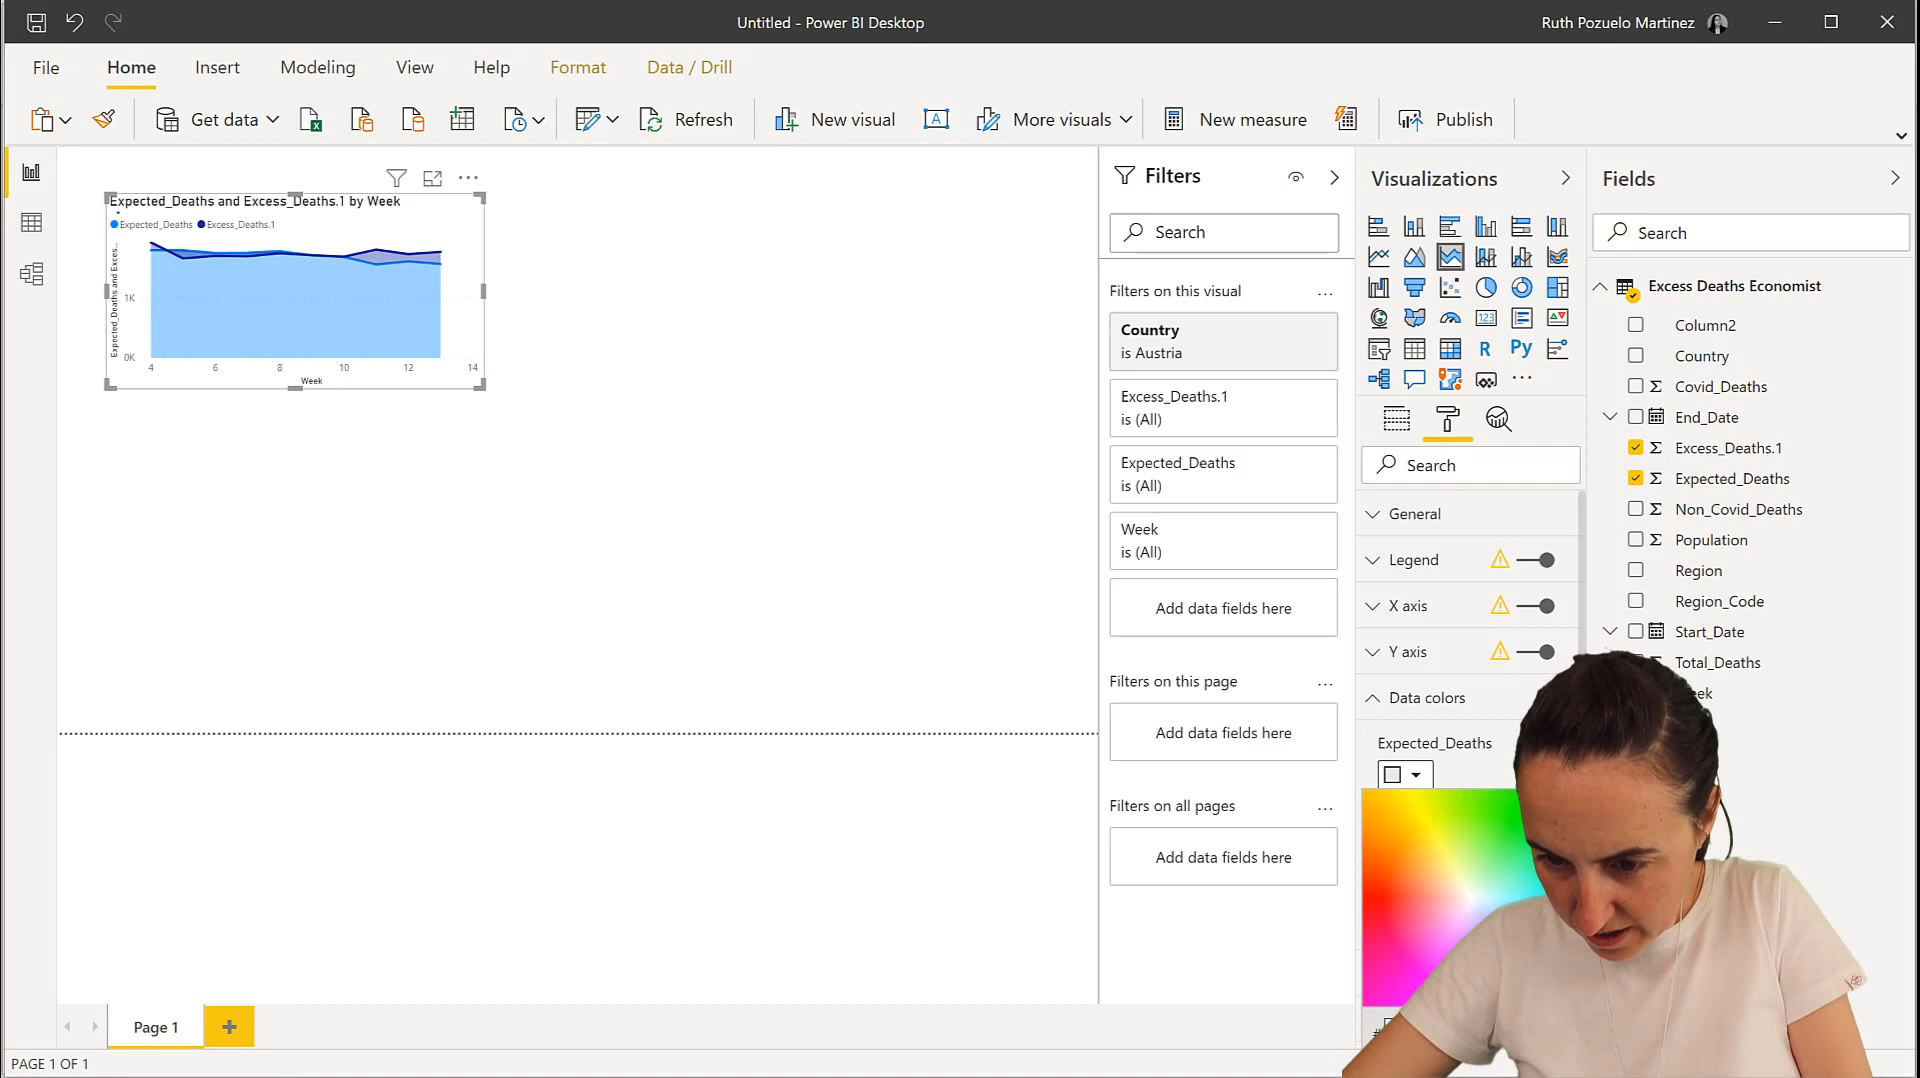 Untitled - Power BI Desktop
Ruth Pozuelo Martinez
File
Home
Insert
Modeling
View
Help
Format
Data / Drill
Get data
Refresh
New visual
More visuals
New measure
Publish
Expected_Deaths and Excess_Deaths.1 by Week
Expected_Deaths
Excess_Deaths.1
Expected_Deaths and Exces...
1K
0K
4
6
8
10
12
14
Week
Filters
Search
Filters on this visual
Country
is Austria
Excess_Deaths.1
is (All)
Expected_Deaths
is (All)
Week
is (All)
Add data fields here
Filters on this page
Add data fields here
Filters on all pages
Add data fields here
Visualizations
123
R
Py
Search
General
Legend
X axis
Y axis
Data colors
Expected_Deaths
Fields
Search
Excess Deaths Economist
Column2
Country
Covid_Deaths
End_Date
Excess_Deaths.1
Expected_Deaths
Non_Covid_Deaths
Population
Region
Region_Code
Start_Date
Total_Deaths
Page 1
PAGE 1 OF 1